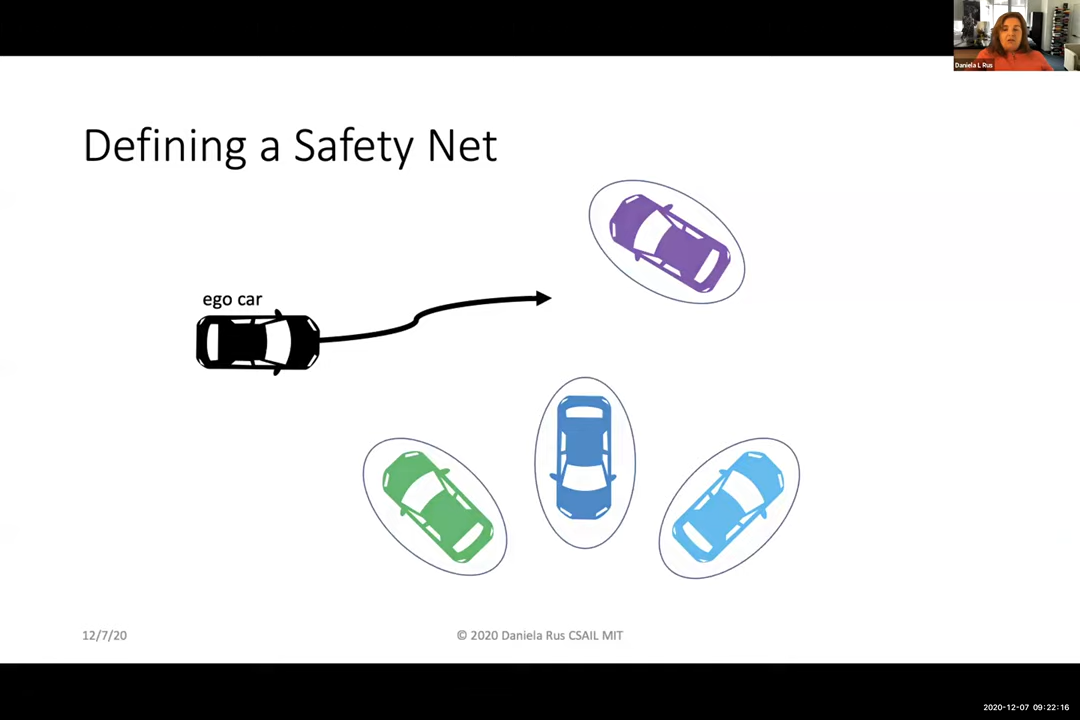 Daniela L Rus
Defining a Safety Net
ego car
12/7/20
© 2020 Daniela Rus CSAIL MIT
2020-12-07 09:22:16